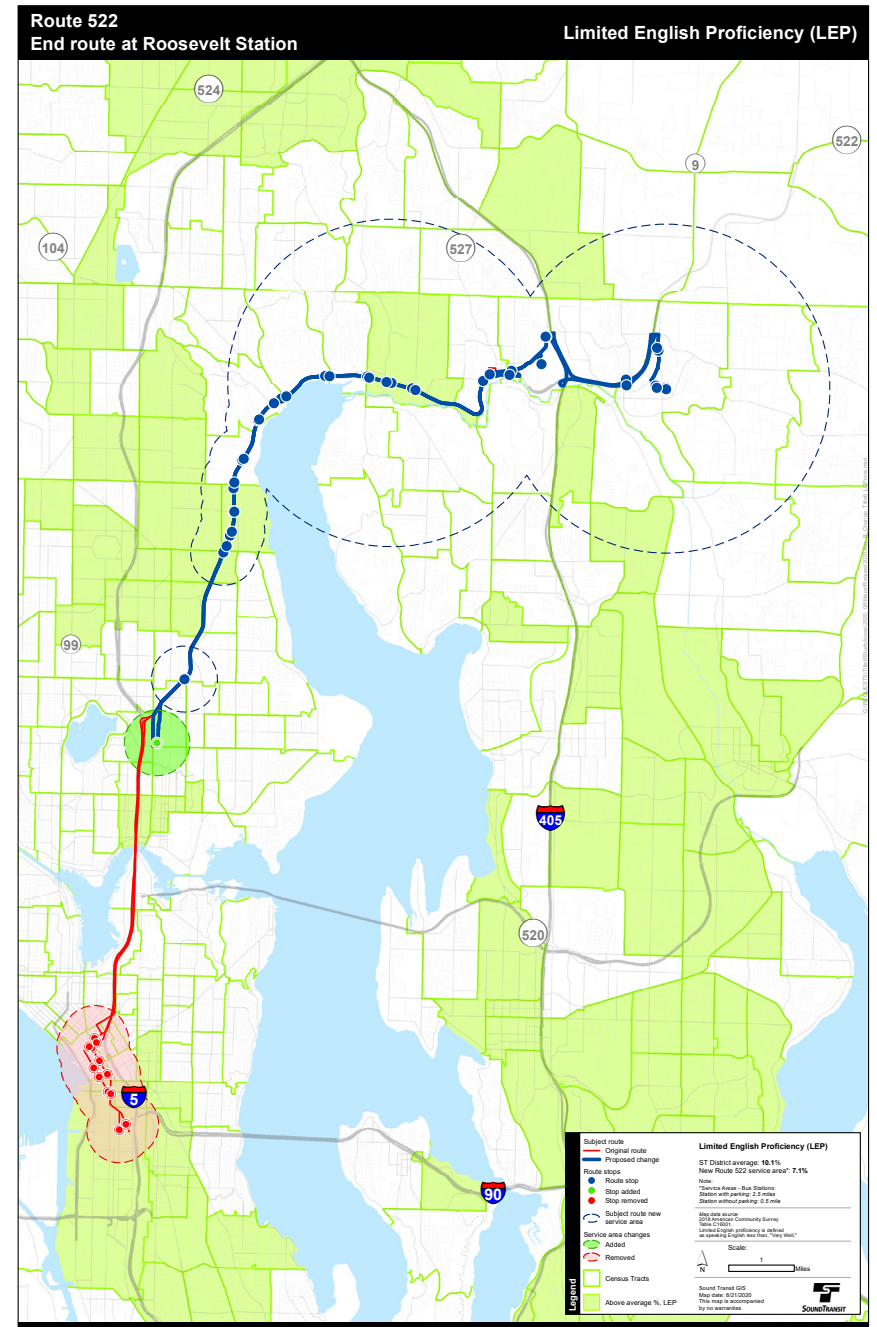 Route 522
End route at Roosevelt Station
Limited English Proficiency (LEP)
524
522
9
104
527
99
405
520
5
90
Legend
Subject route
Original route
Proposed change
Route stops
Route stop
Stop added
Stop removed
Subject route new
service area
Service area changes
Added
Removed
Census Tracts
Above average %, LEP
Limited English Proficiency (LEP)
ST District average: 10.1%
New Route 522 service area*: 7.1%
Note:
*Service Areas - Bus Stations:
Station with parking: 2.5 miles
Station without parking: 0.5 mile
Map data source:
2018 American Community Survey
Table C16001.
Limited English proficiency is defined
as speaking English less than, "Very Well."
Scale:
1
Miles
N
Sound Transit GIS
Map date: 8/21/2020
This map is accompanied
by no warranties.
SOUNDTRANSIT